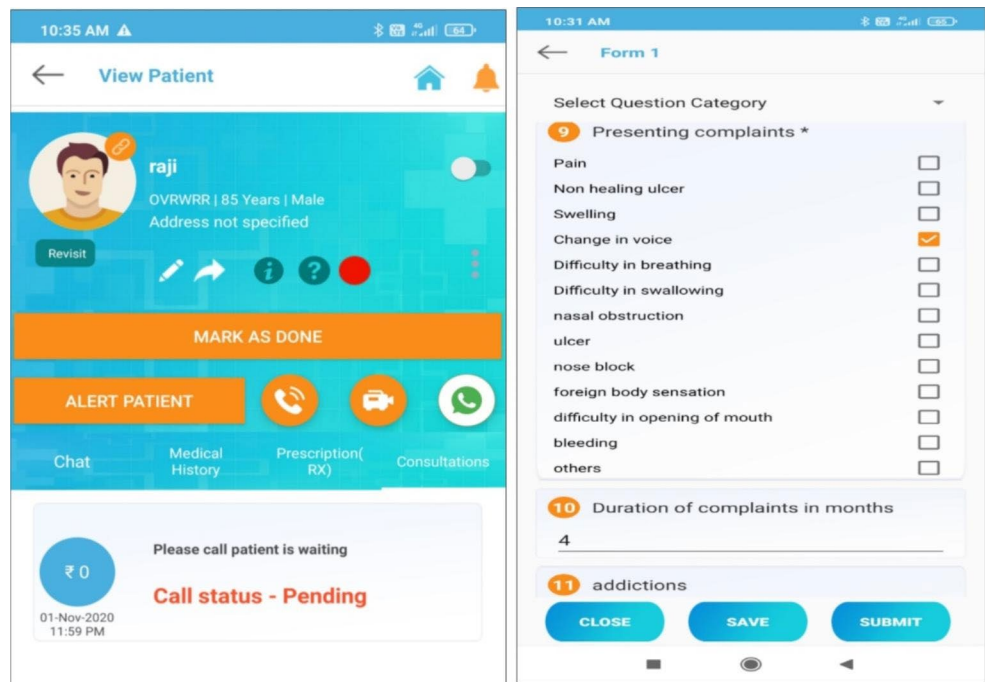 10:35 AM
64
View Patient
raji
OVRWRR | 85 Years | Male
Address not specified
Revisit
i ?
MARK AS DONE
ALERT PATIENT
Chat
Medical History
Prescription( RX)
Consultations
₹ 0
01-Nov-2020
11:59 PM
Please call patient is waiting
Call status - Pending
10:31 AM
65
Form 1
Select Question Category
9 Presenting complaints *
Pain
Non healing ulcer
Swelling
Change in voice
Difficulty in breathing
Difficulty in swallowing
nasal obstruction
ulcer
nose block
foreign body sensation
difficulty in opening of mouth
bleeding
others
10 Duration of complaints in months
4
11 addictions
CLOSE SAVE SUBMIT